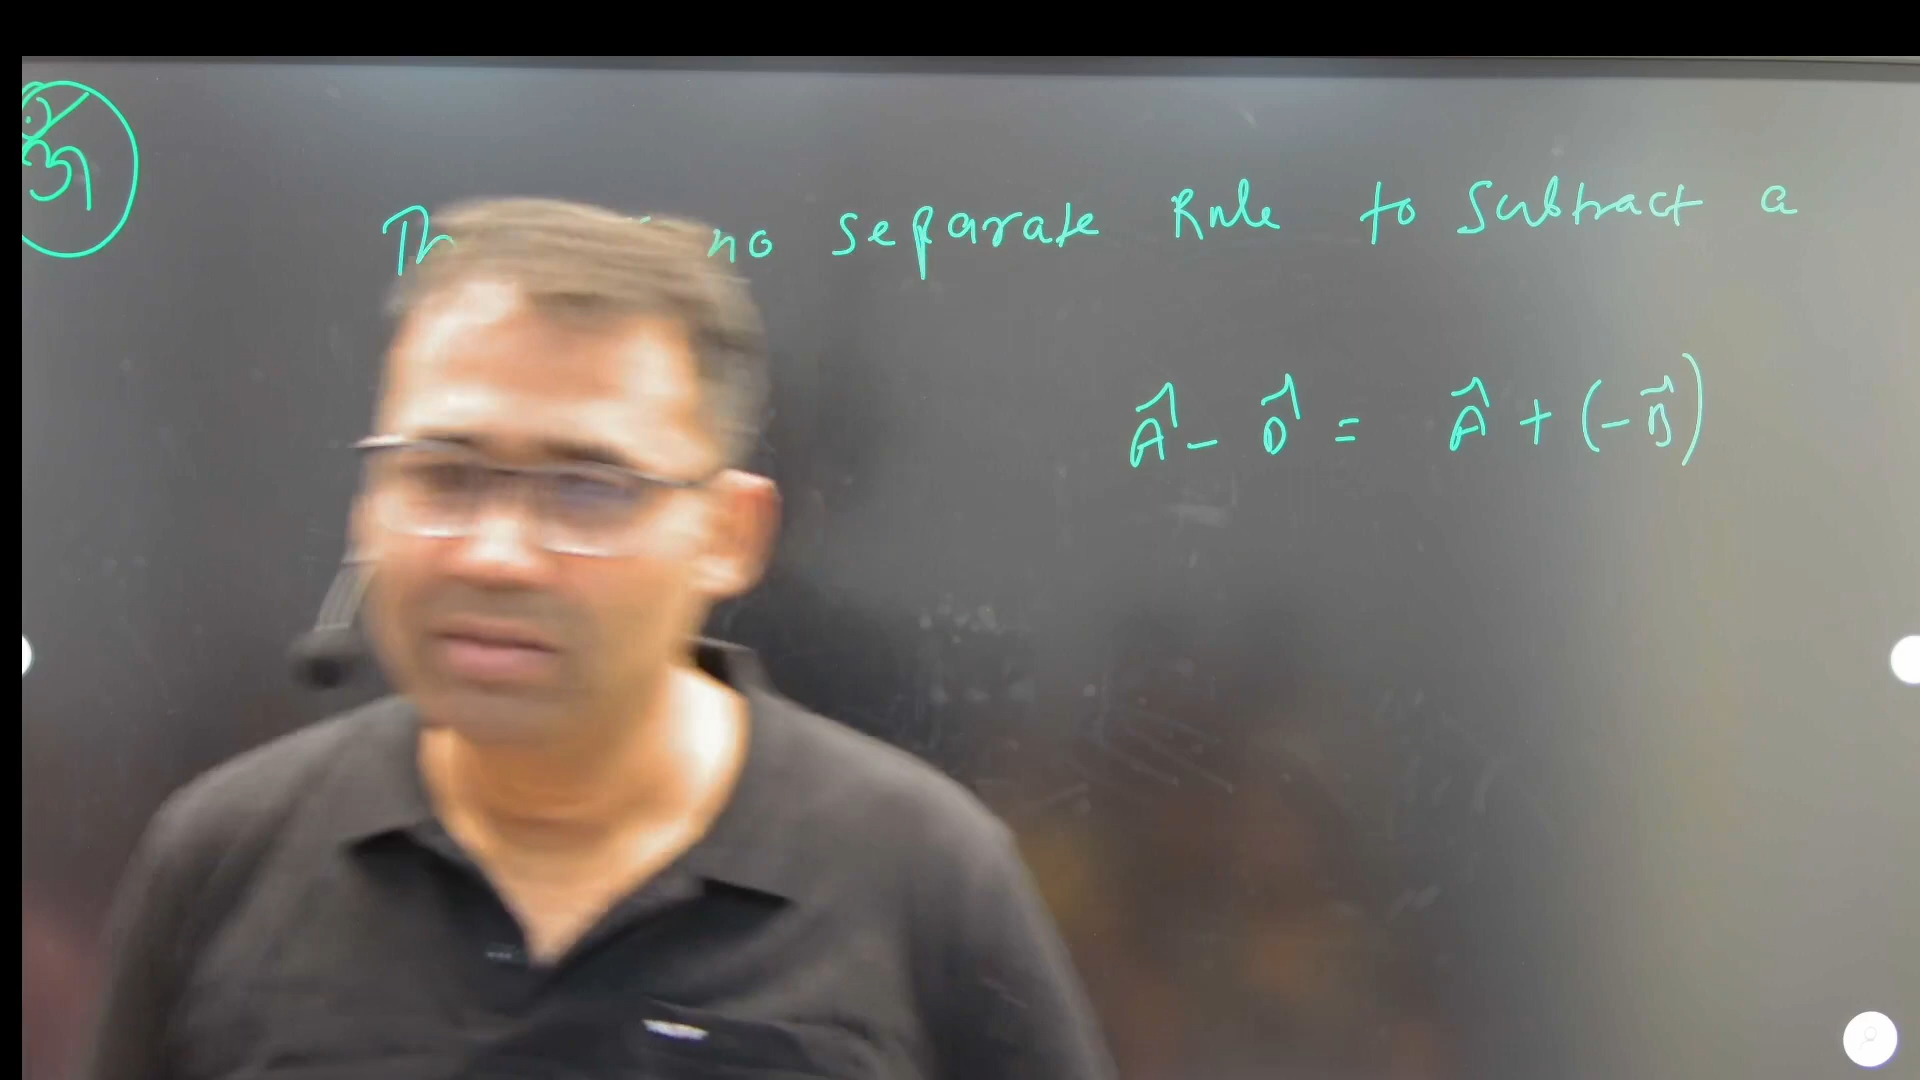 ॐ
no separate Rule to Subtract a
A⃗ - B⃗ = A⃗ + (-B⃗)